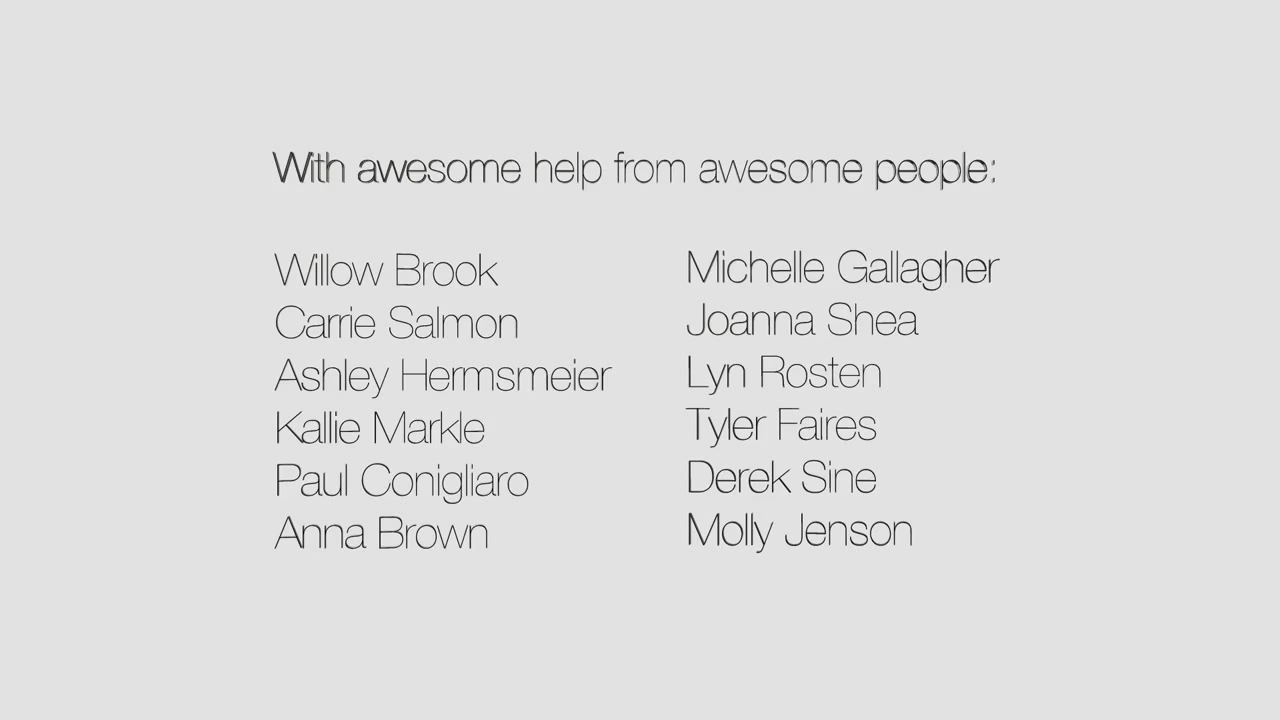 With awesome help from awesome people:
Willow Brook
Carrie Salmon
Ashley Hermsmeier
Kallie Markle
Paul Conigliaro
Anna Brown
Michelle Gallagher
Joanna Shea
Lyn Rosten
Tyler Faires
Derek Sine
Molly Jenson